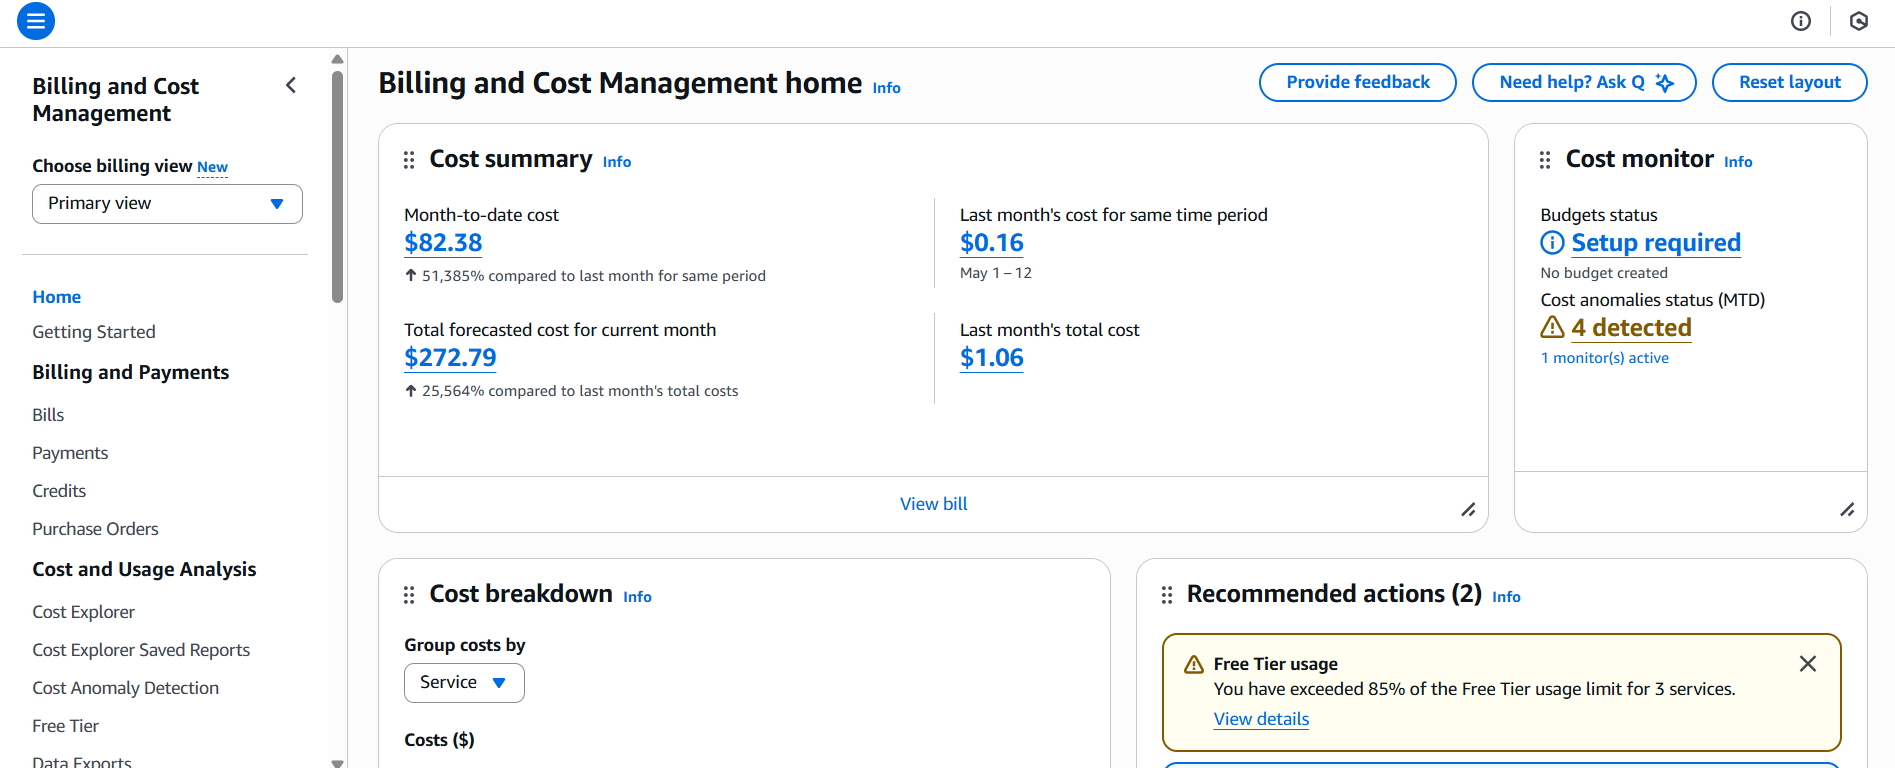 Billing and Cost Management
Choose billing view New
Primary view
Home
Getting Started
Billing and Payments
Bills
Payments
Credits
Purchase Orders
Cost and Usage Analysis
Cost Explorer
Cost Explorer Saved Reports
Cost Anomaly Detection
Free Tier
Data Exports
Billing and Cost Management home Info
Provide feedback
Need help? Ask Q
Reset layout
Cost summary Info
Month-to-date cost
$82.38
↑ 51,385% compared to last month for same period
Last month's cost for same time period
$0.16
May 1 – 12
Total forecasted cost for current month
$272.79
↑ 25,564% compared to last month's total costs
Last month's total cost
$1.06
View bill
Cost monitor Info
Budgets status
Setup required
No budget created
Cost anomalies status (MTD)
4 detected
1 monitor(s) active
Cost breakdown Info
Group costs by
Service
Costs ($)
Recommended actions (2) Info
Free Tier usage
You have exceeded 85% of the Free Tier usage limit for 3 services.
View details